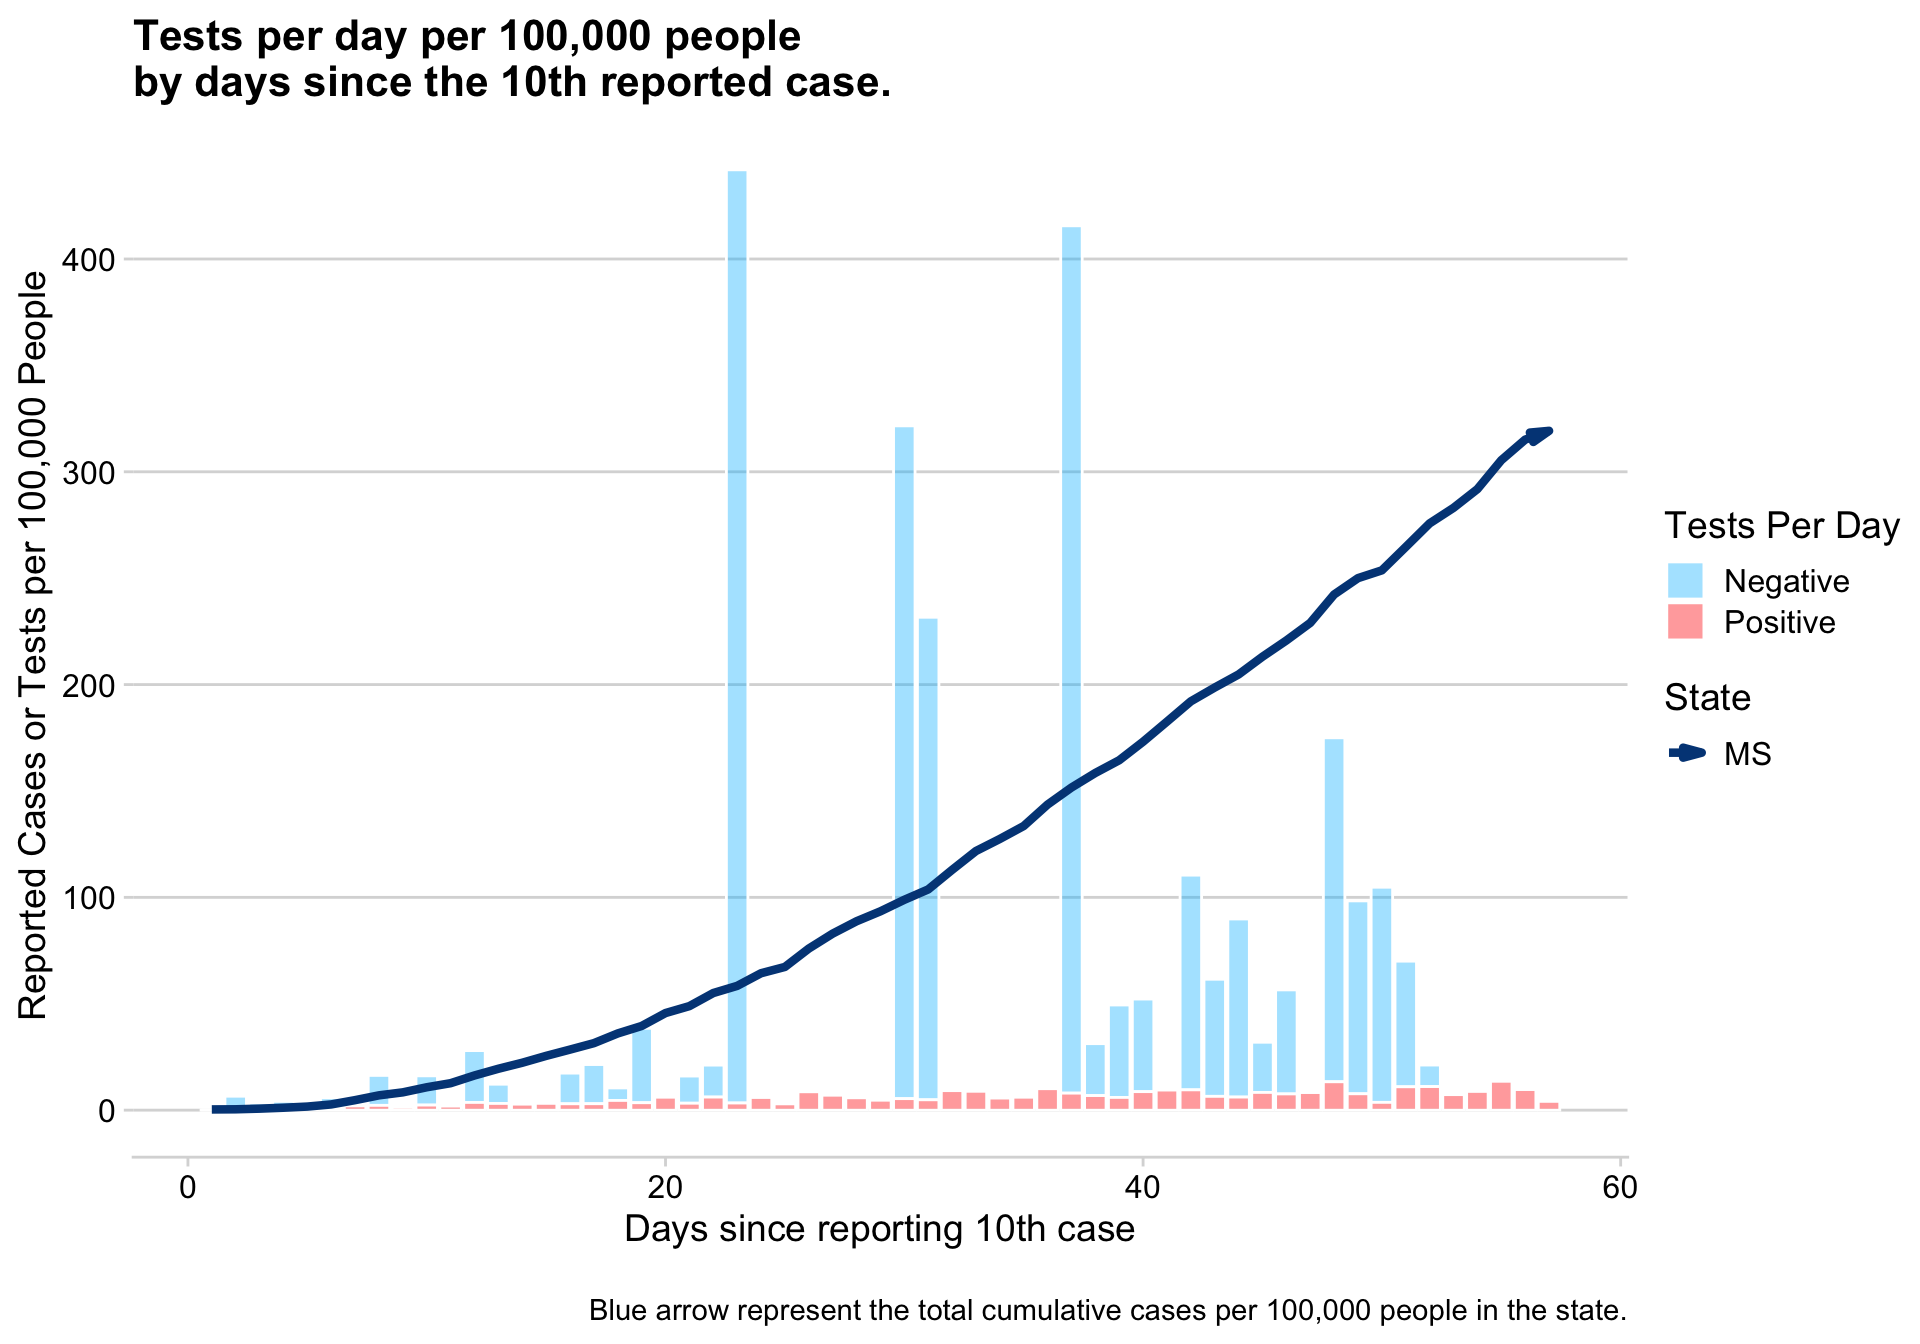 Tests per day per 100,000 people
by days since the 10th reported case.
Reported Cases or Tests per 100,000 People
400
300
200
100
0
0
20
40
60
Days since reporting 10th case
Tests Per Day
Negative
Positive
State
MS
Blue arrow represent the total cumulative cases per 100,000 people in the state.